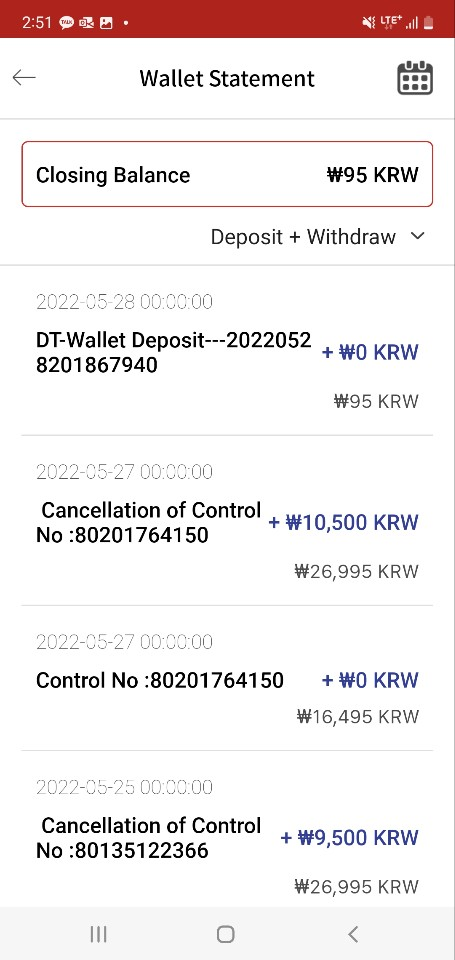 2:51 TALK LTE+
Wallet Statement
Closing Balance ₩95 KRW
Deposit + Withdraw
2022-05-28 00:00:00
DT-Wallet Deposit---2022052
8201867940
+ ₩0 KRW
₩95 KRW
2022-05-27 00:00:00
Cancellation of Control
No :80201764150
+ ₩10,500 KRW
₩26,995 KRW
2022-05-27 00:00:00
Control No :80201764150 + ₩0 KRW
₩16,495 KRW
2022-05-25 00:00:00
Cancellation of Control
No :80135122366
+ ₩9,500 KRW
₩26,995 KRW